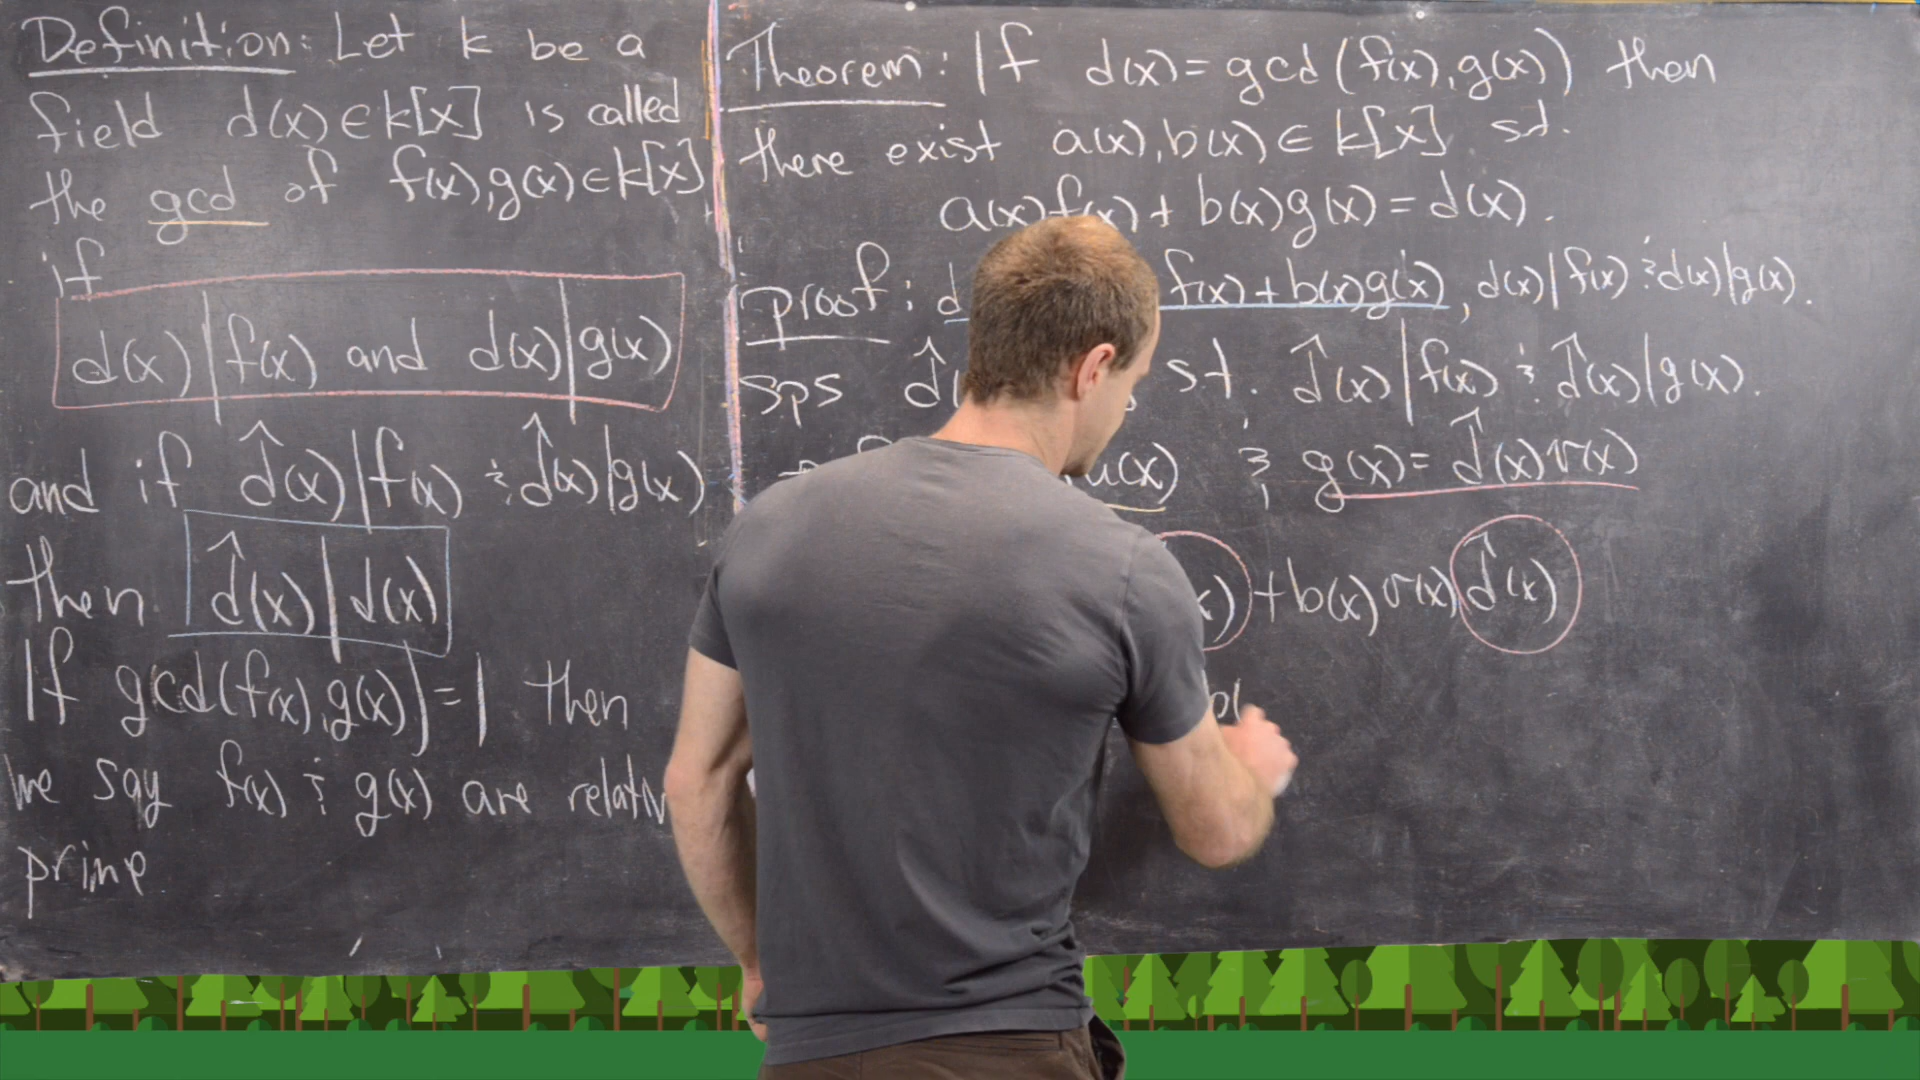 Definition: Let k be a
field d(x)∈k[x] is called
the gcd of f(x),g(x)∈k[x]
if
d(x)|f(x) and d(x)|g(x)
and if d̂(x)|f(x) & d̂(x)|g(x)
then d̂(x)|d(x)
If gcd(f(x),g(x))=1 then
we say f(x) & g(x) are
prime
Theorem: If d(x)=gcd(f(x),g(x)) then
there exist a(x),b(x)∈k[x] s.t.
a(x)f(x)+b(x)g(x)=d(x).
proof: d f(x)+b(x)g(x), d(x)|f(x) & d(x)|g(x).
sps d̂( s.t. d̂(x)|f(x) & d̂(x)|g(x).
u(x) & g(x)=d̂(x)v(x)
x)+b(x)v(x)d̂(x)